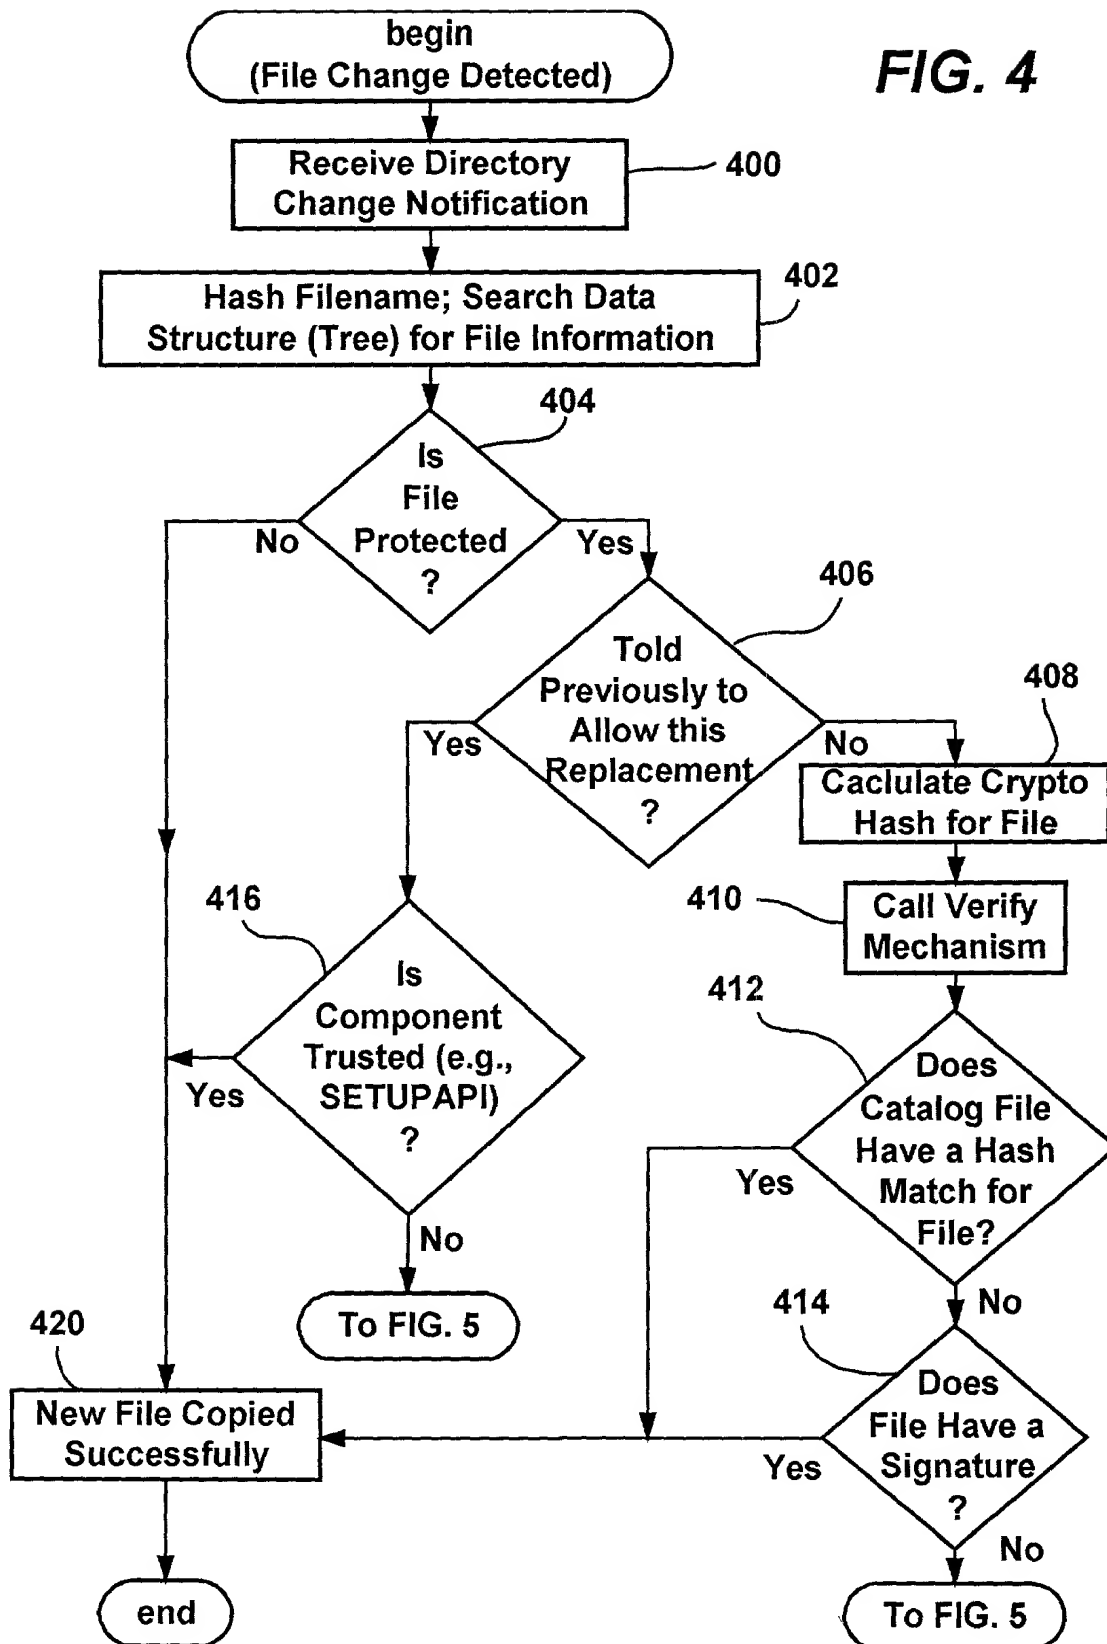 begin
(File Change Detected)
FIG. 4
Receive Directory
Change Notification
400
Hash Filename; Search Data
Structure (Tree) for File Information
402
404
Is
File
Protected
?
No
Yes
406
Told
Previously to
Allow this
Replacement
?
Yes
No
408
Caclulate Crypto
Hash for File
410
Call Verify
Mechanism
416
Is
Component
Trusted (e.g.,
SETUPAPI)
?
Yes
No
To FIG. 5
412
Does
Catalog File
Have a Hash
Match for
File?
Yes
No
414
Does
File Have a
Signature
?
Yes
No
To FIG. 5
420
New File Copied
Successfully
end